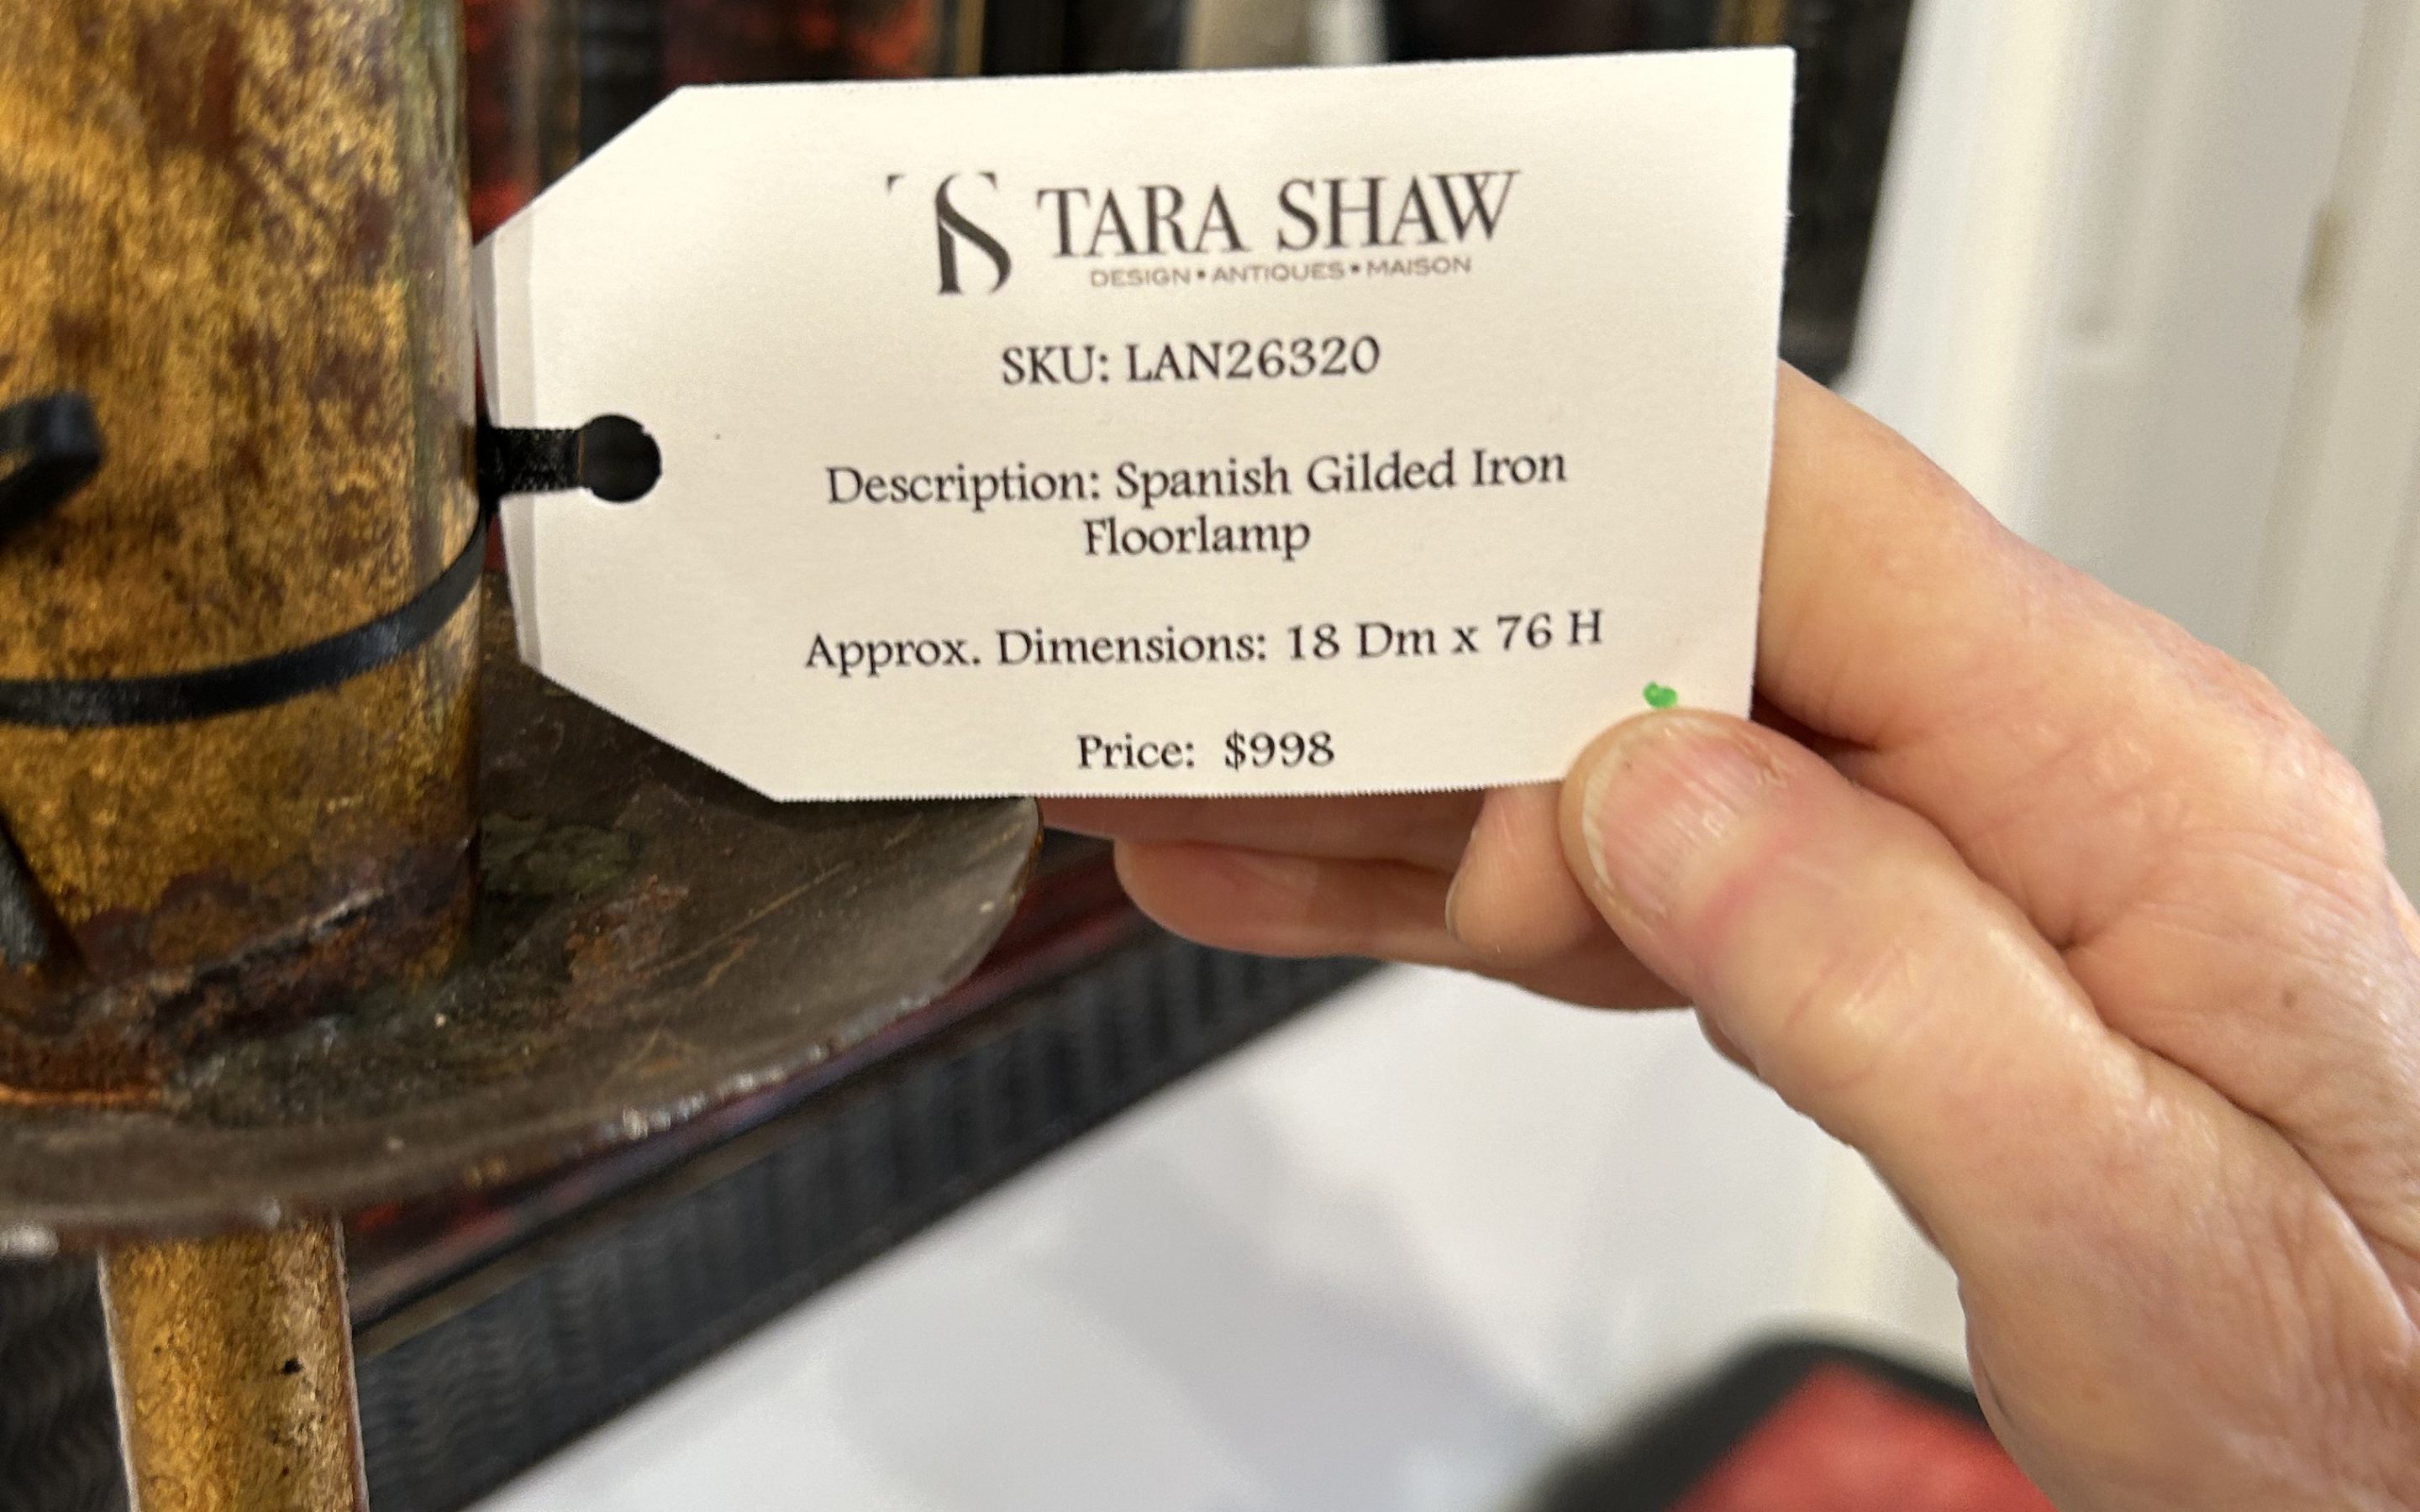 TS TARA SHAW
DESIGN • ANTIQUES • MAISON
SKU: LAN26320
Description: Spanish Gilded Iron
Floorlamp
Approx. Dimensions: 18 Dm x 76 H
Price: $998